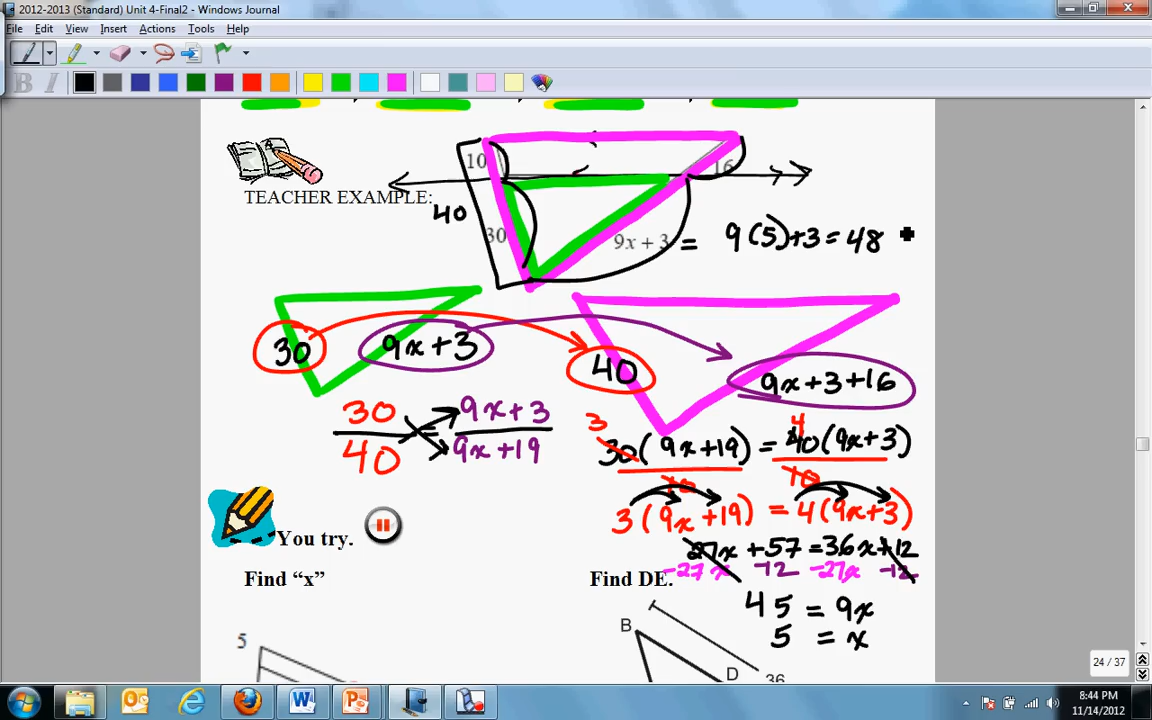 2012-2013 (Standard) Unit 4-Final2 - Windows Journal
File Edit View Insert Actions Tools Help
B I
10
16
TEACHER EXAMPLE:
40
30
9x + 3 = 9(5)+3=48
30
9x+3
40
9x+3+16
30 9x+3
40 9x+19
3 4
30(9x+19) = 40(9x+3)
10 10
3(9x+19) = 4(9x+3)
You try.
27x +57 = 36x +12
-27x -12 -27x -12
Find “x”
Find DE.
45 = 9x
5 = x
5
B
D
36
24 / 37
8:44 PM
11/14/2012